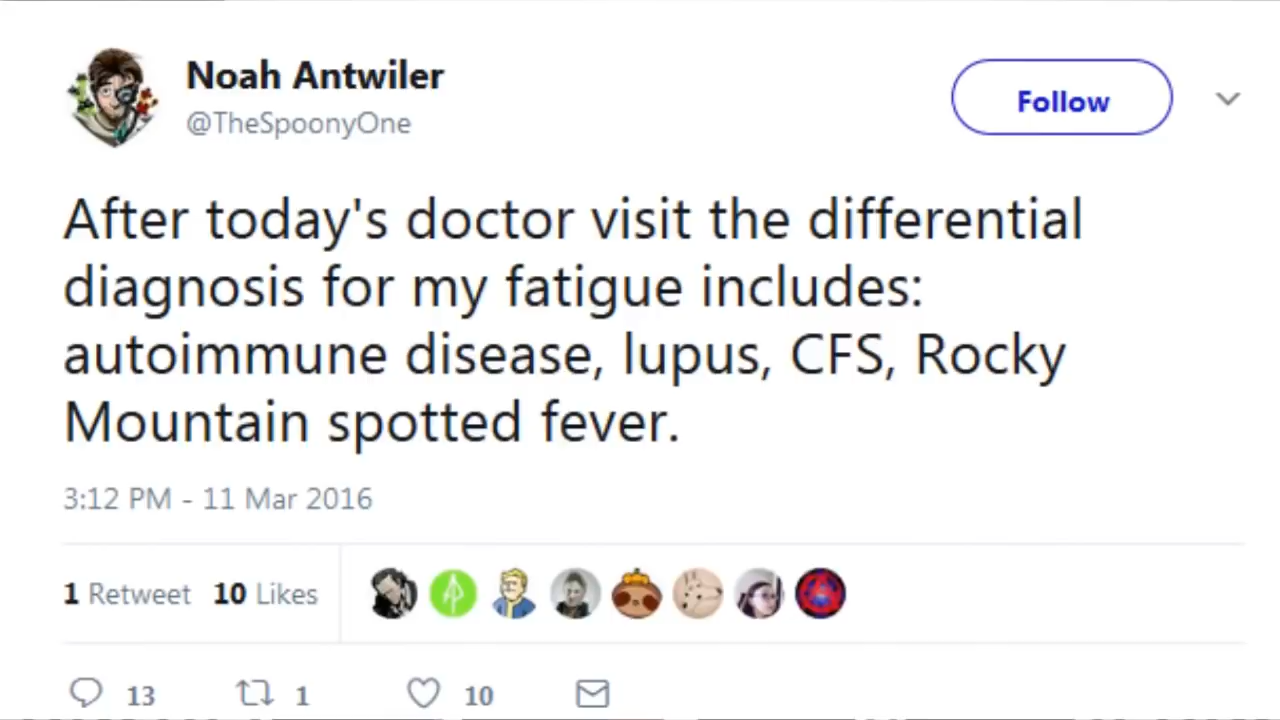 Noah Antwiler
@TheSpoonyOne
Follow
After today's doctor visit the differential
diagnosis for my fatigue includes:
autoimmune disease, lupus, CFS, Rocky
Mountain spotted fever.
3:12 PM - 11 Mar 2016
1 Retweet 10 Likes
13 1 10